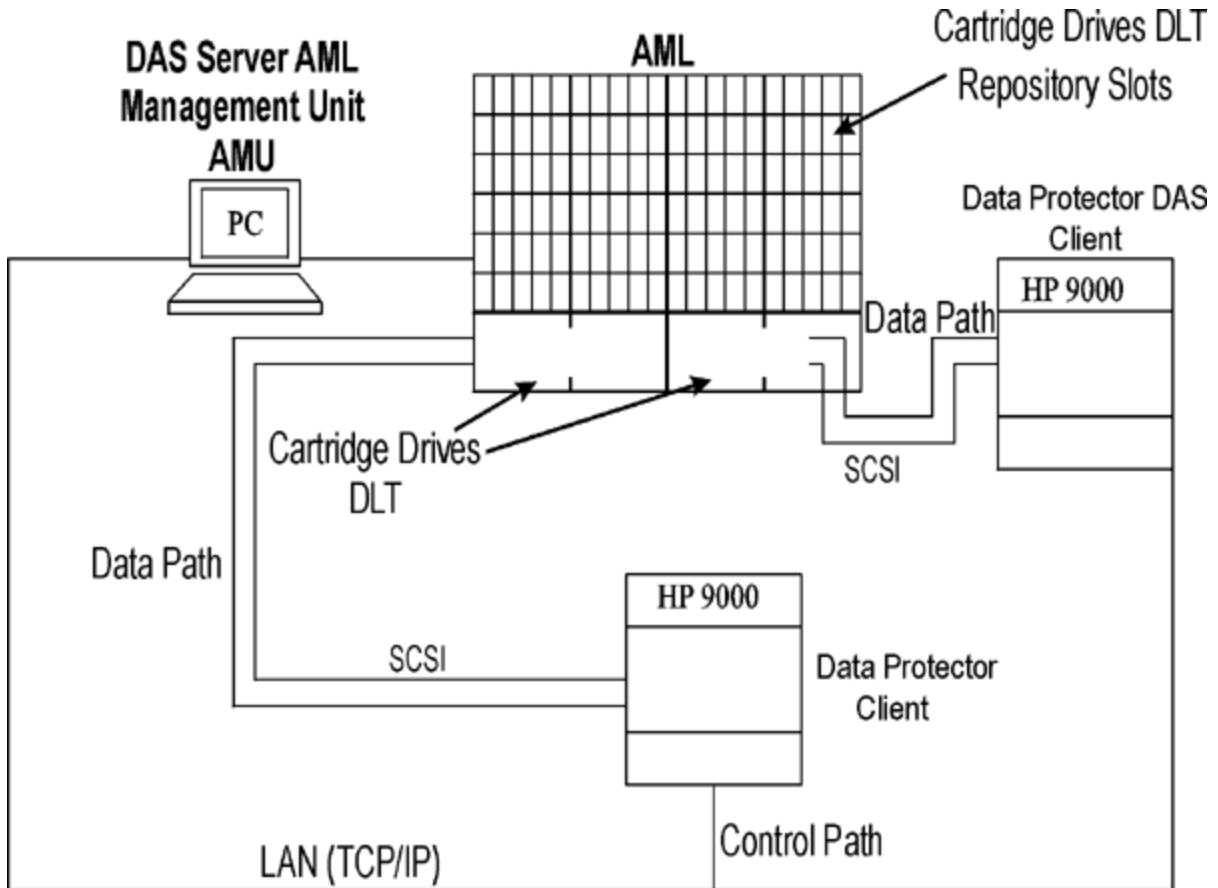 Cartridge Drives DLT
Repository Slots
DAS Server AML
Management Unit
AMU
AML
PC
Data Protector DAS
Client
HP 9000
Data Path
SCSI
Cartridge Drives
DLT
Data Path
SCSI
HP 9000
Data Protector
Client
Control Path
LAN (TCP/IP)